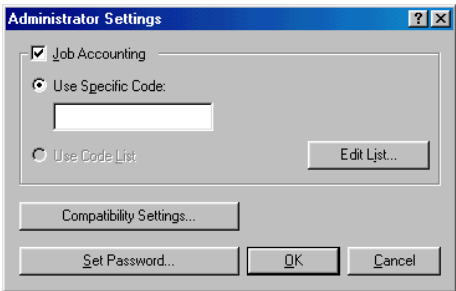 Administrator Settings
Job Accounting
Use Specific Code:
Use Code List
Edit List...
Compatibility Settings...
Set Password...
OK
Cancel